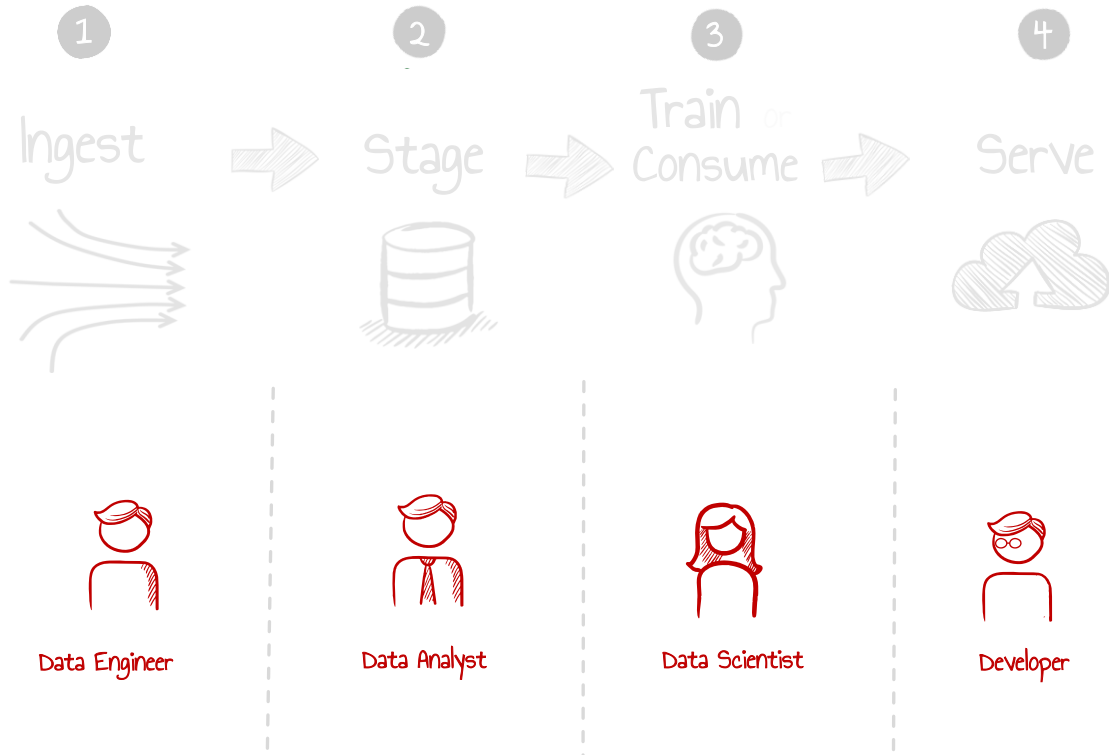 1
2
3
4
Ingest
Stage
Train or
Consume
Serve
Data Engineer
Data Analyst
Data Scientist
Developer